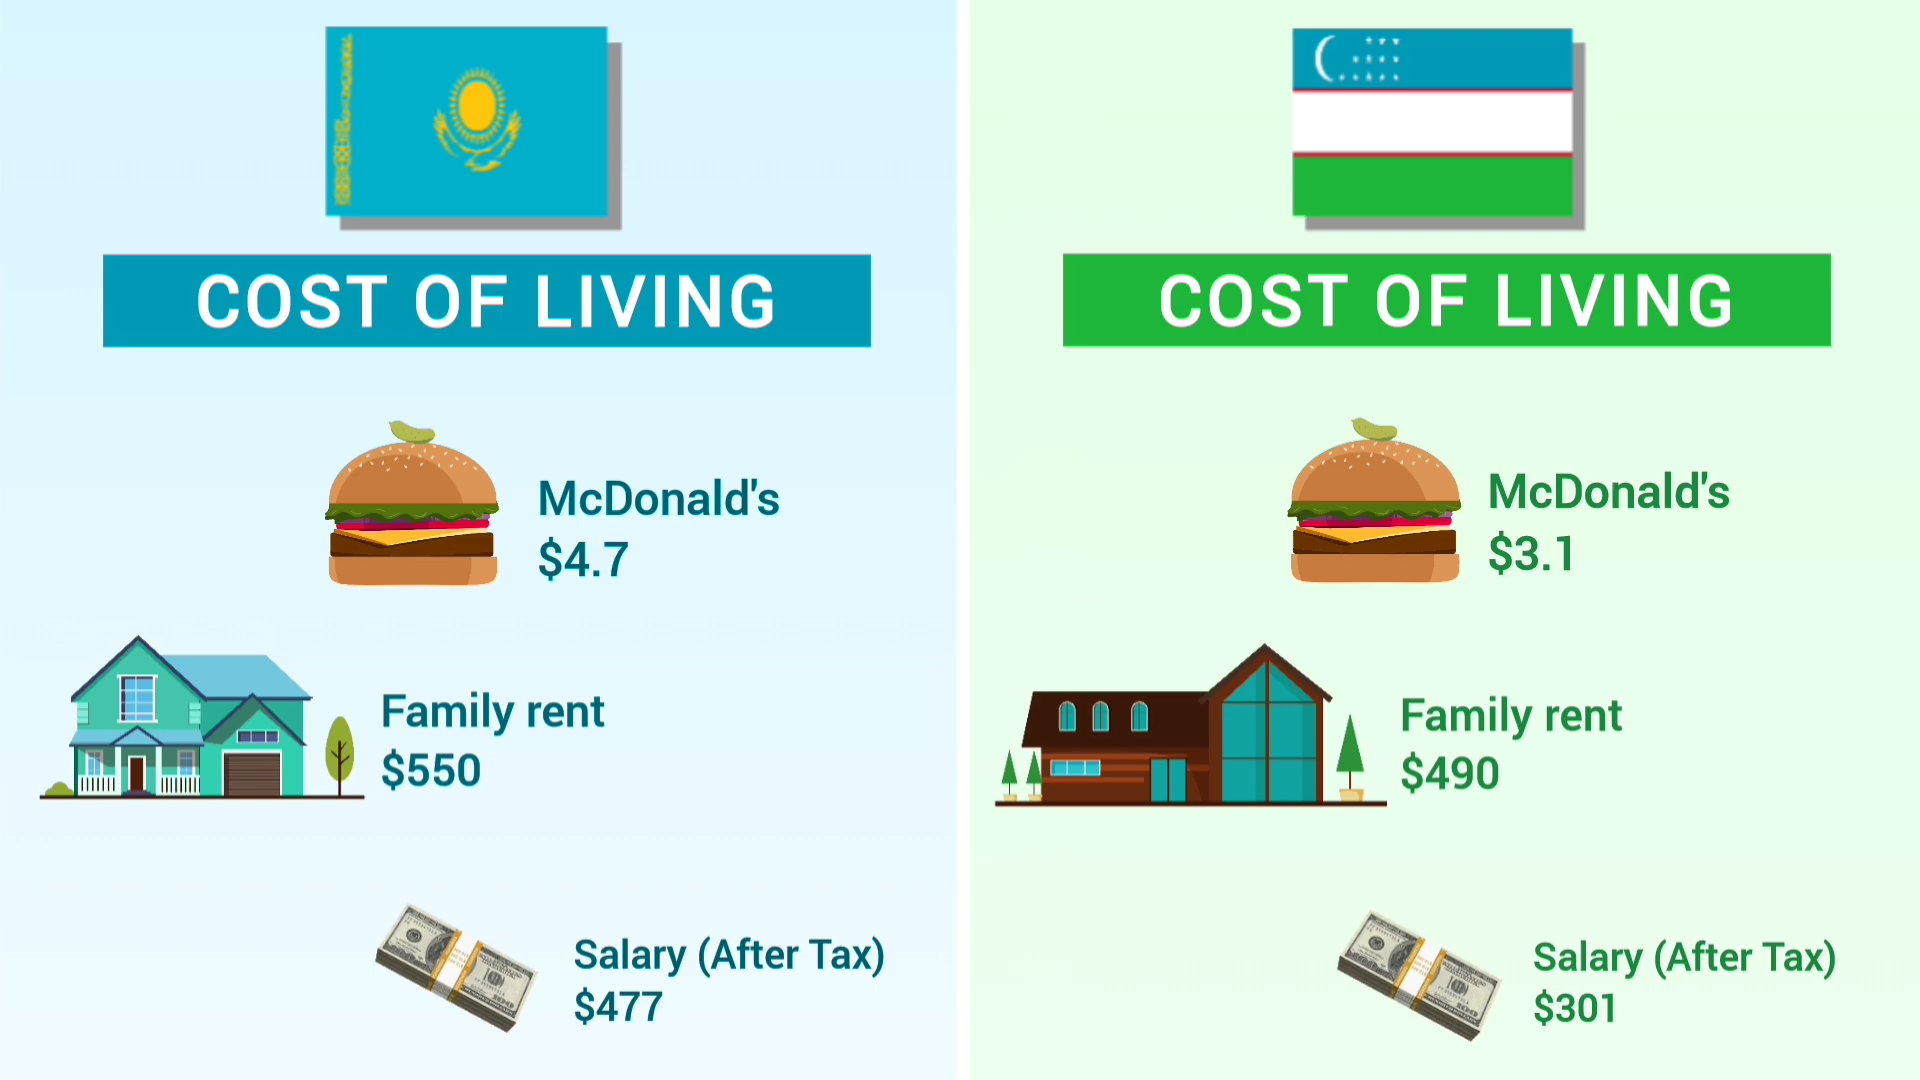 COST OF LIVING
McDonald's
$4.7
Family rent
$550
Salary (After Tax)
$477
COST OF LIVING
McDonald's
$3.1
Family rent
$490
Salary (After Tax)
$301